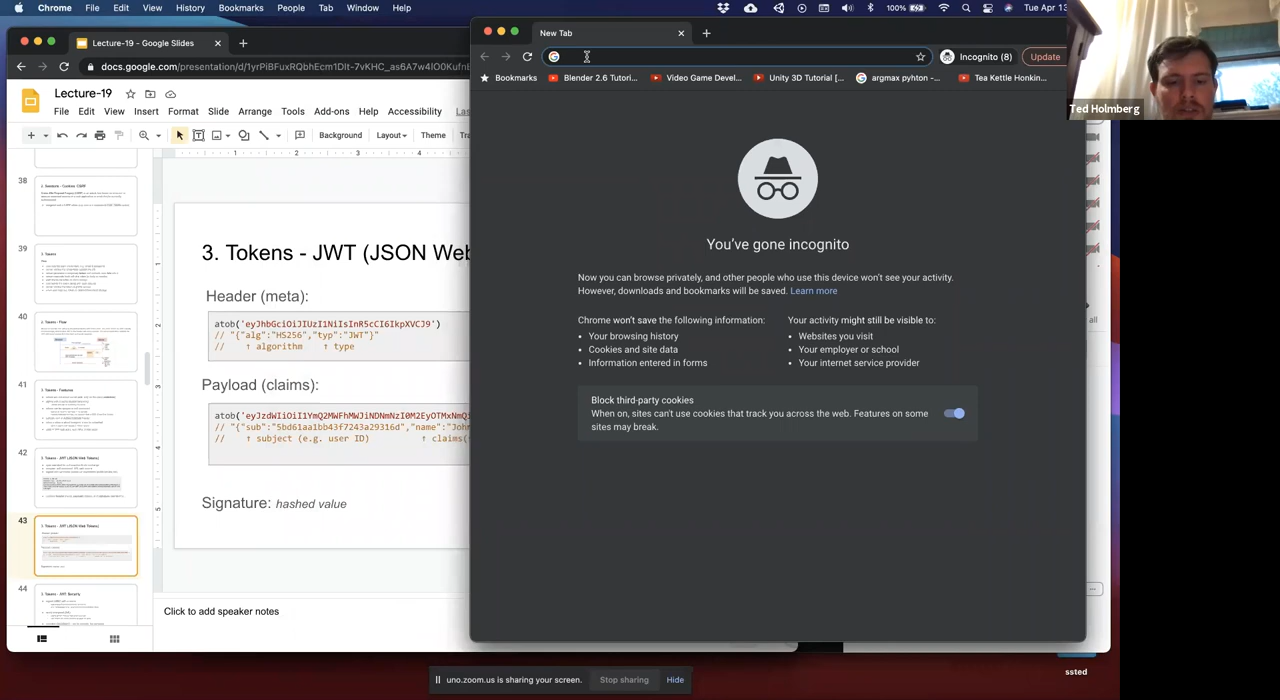 Chrome File Edit View History Bookmarks People Tab Window Help
100% Tue Apr 13
Lecture-19 - Google Slides
docs.google.com/presentation/d/1yrPiBFuxRQbhEcm1DIt-7vKHC_as6A7w4IO0Kufn
Lecture-19
File Edit View Insert Format Slide Arrange Tools Add-ons Help Accessibility
Background Layout Theme
1 2 3 4
38
39
40
41
42
43
44
3. Tokens - JWT (JSON Web
Header (meta):
atob('eyJhbGciOiJIUzI1NiIsInR5cCI6IkpXVCJ9')
// "{"alg":"HS256","typ":"JWT"}"
// ↑ algorithm ↑ type
Payload (claims):
// ↑ subject (e.g. user ID) ↑ claims(
Signature: hashed value
Click to add speaker notes
New Tab
Incognito (8)
Update
Bookmarks
Blender 2.6 Tutori...
Video Game Devel...
Unity 3D Tutorial [...
argmax pyhton -...
Tea Kettle Honkin...
You've gone incognito
Now you can browse privately, and other people who use this device won't see your activity.
However, downloads and bookmarks will be saved. Learn more
Chrome won't save the following information:
• Your browsing history
• Cookies and site data
• Information entered in forms
Your activity might still be visible to:
• Websites you visit
• Your employer or school
• Your internet service provider
Block third-party cookies
When on, sites can't use cookies that track you across the web. Features on some
sites may break.
Ted Holmberg
all
uno.zoom.us is sharing your screen. Stop sharing Hide
ssted